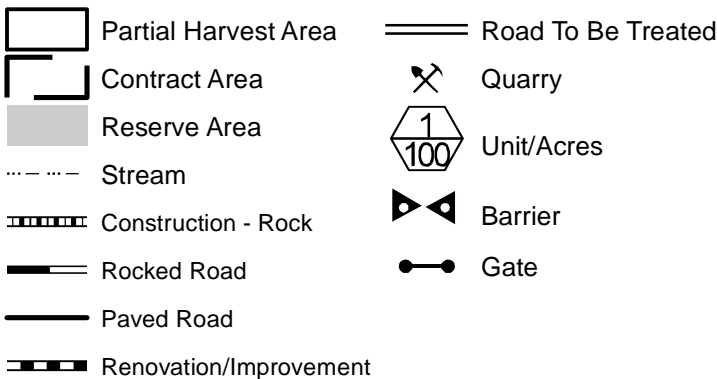 Partial Harvest Area
Contract Area
Reserve Area
Stream
Construction - Rock
Rocked Road
Paved Road
Renovation/Improvement
Road To Be Treated
Quarry
1
100
Unit/Acres
Barrier
Gate